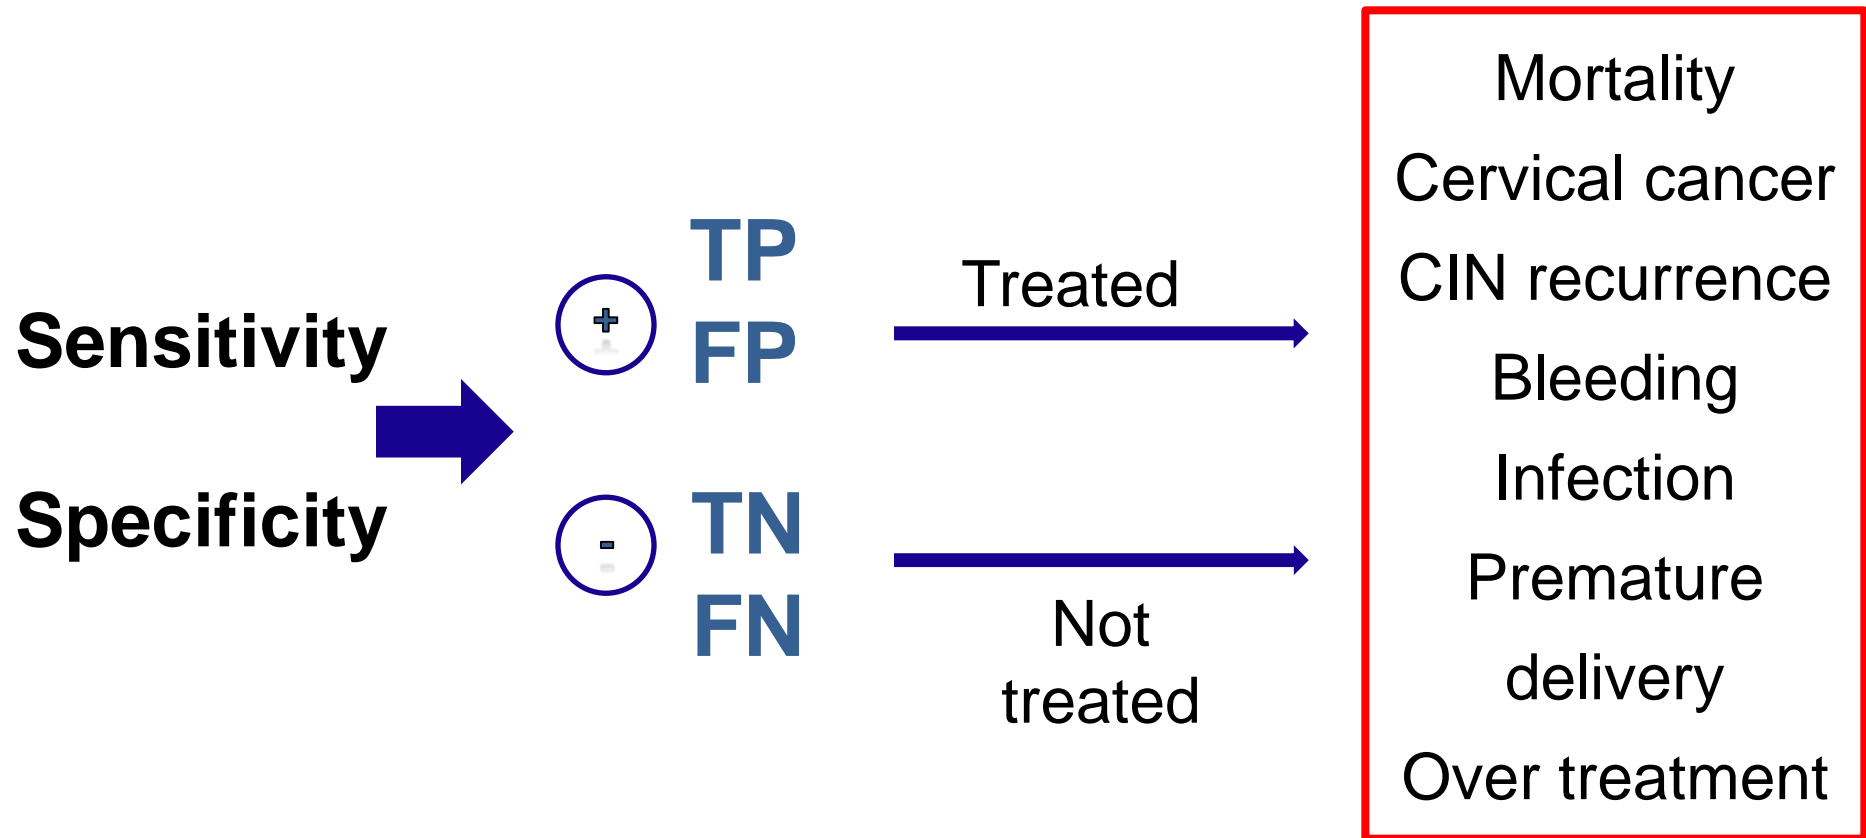 Sensitivity
Specificity
+
TP
FP
-
TN
FN
Treated
Not
treated
Mortality
Cervical cancer
CIN recurrence
Bleeding
Infection
Premature
delivery
Over treatment